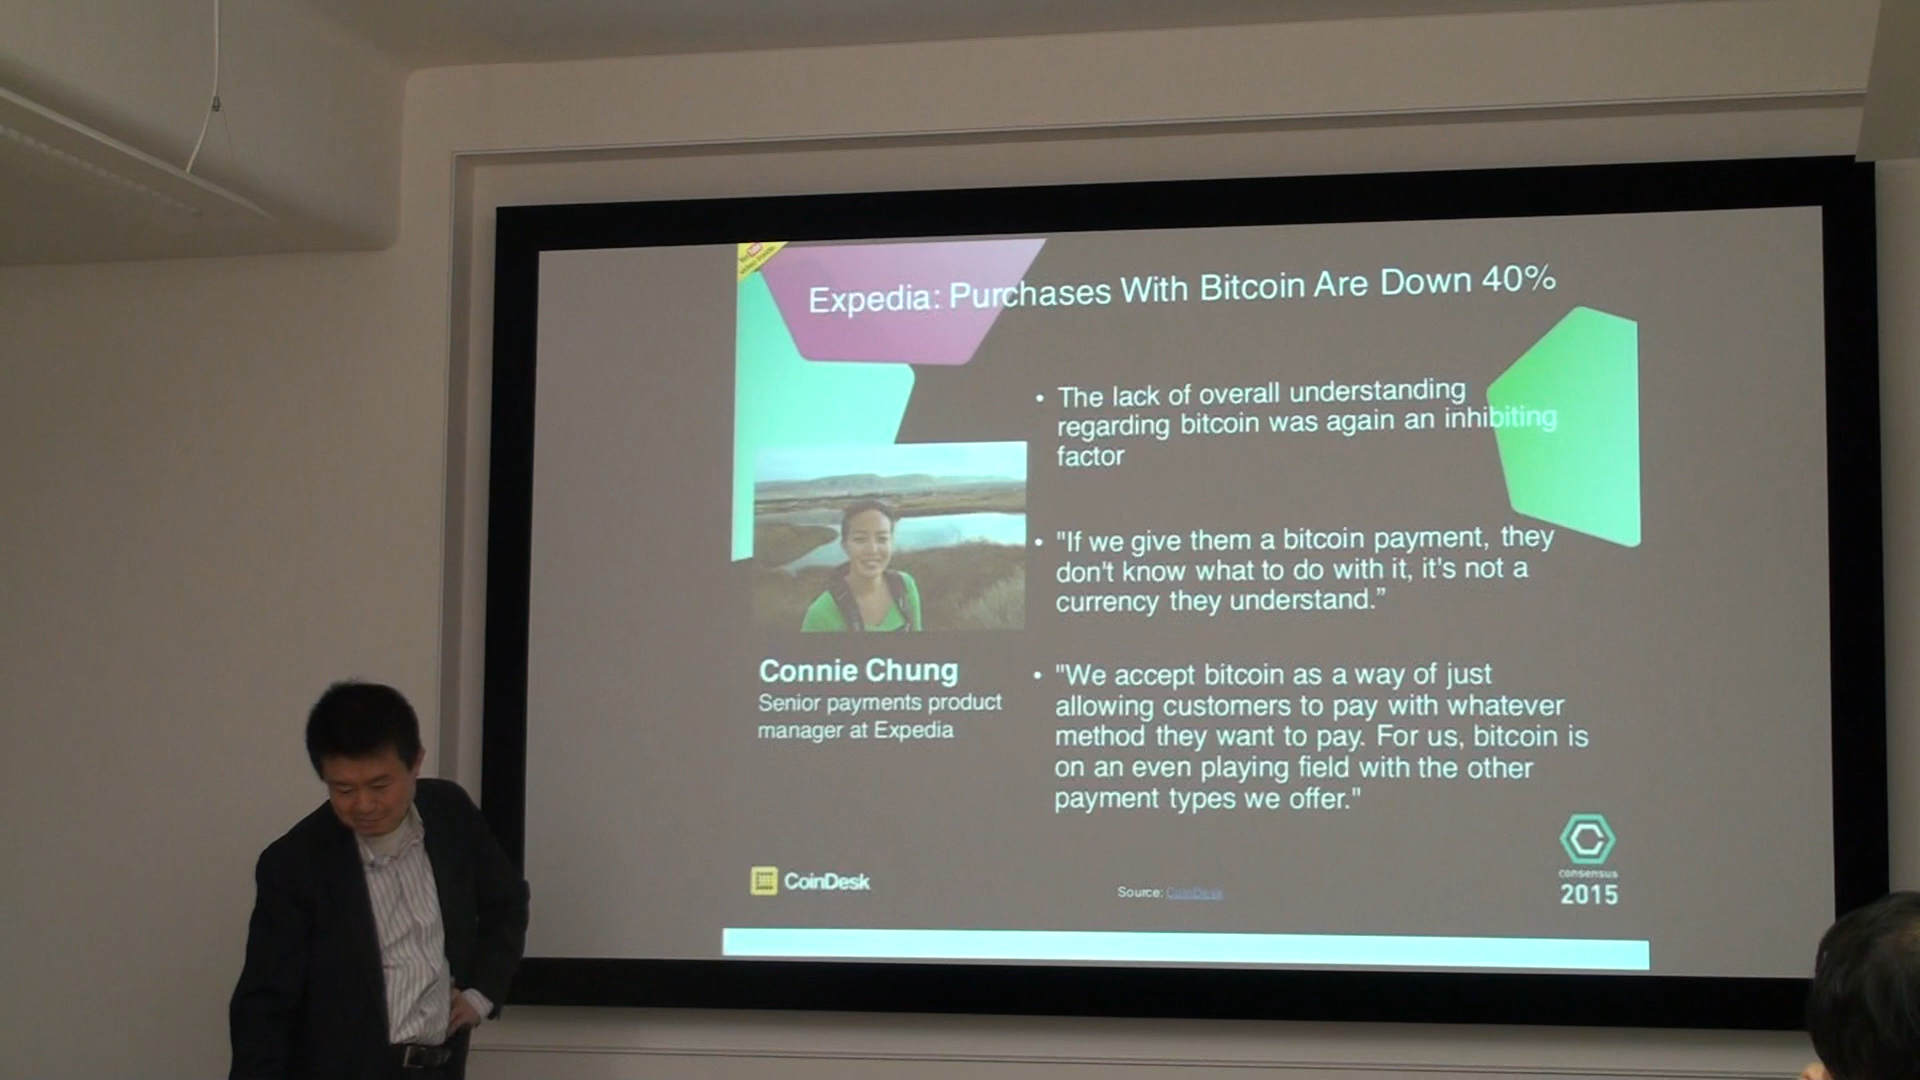 Expedia: Purchases With Bitcoin Are Down 40%
• The lack of overall understanding
regarding bitcoin was again an inhibiting
factor
• "If we give them a bitcoin payment, they
don't know what to do with it, it's not a
currency they understand.”
• "We accept bitcoin as a way of just
allowing customers to pay with whatever
method they want to pay. For us, bitcoin is
on an even playing field with the other
payment types we offer."
Connie Chung
Senior payments product
manager at Expedia
CoinDesk
Source: CoinDesk
consensus
2015